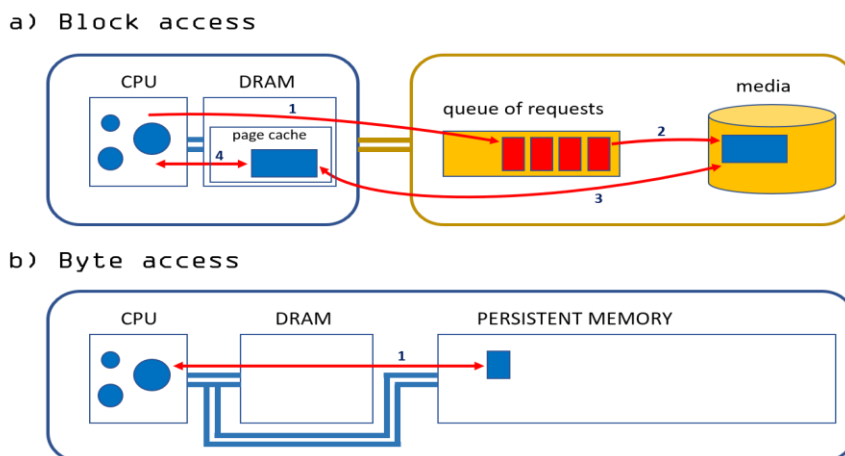 a) Block access
CPU
DRAM
media
1
queue of requests
2
page cache
4
3
b) Byte access
CPU
DRAM
PERSISTENT MEMORY
1